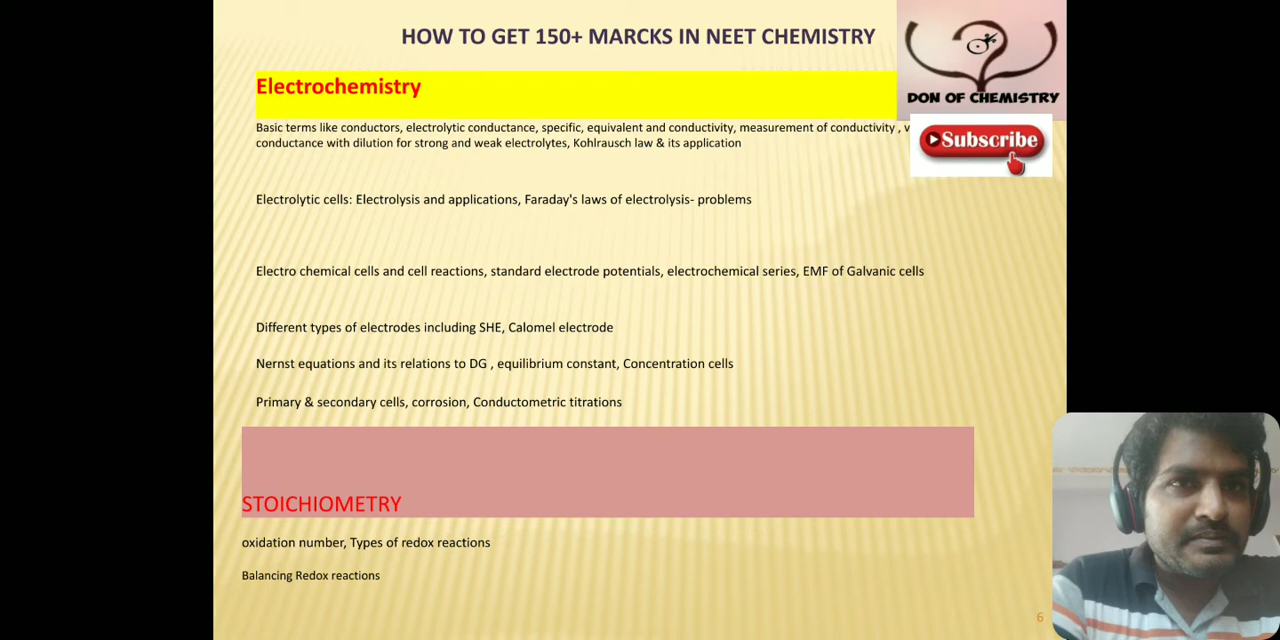 HOW TO GET 150+ MARCKS IN NEET CHEMISTRY
DON OF CHEMISTRY
Subscribe
Electrochemistry
Basic terms like conductors, electrolytic conductance, specific, equivalent and conductivity, measurement of conductivity ,
conductance with dilution for strong and weak electrolytes, Kohlrausch law & its application
Electrolytic cells: Electrolysis and applications, Faraday's laws of electrolysis- problems
Electro chemical cells and cell reactions, standard electrode potentials, electrochemical series, EMF of Galvanic cells
Different types of electrodes including SHE, Calomel electrode
Nernst equations and its relations to DG , equilibrium constant, Concentration cells
Primary & secondary cells, corrosion, Conductometric titrations
STOICHIOMETRY
oxidation number, Types of redox reactions
Balancing Redox reactions
6